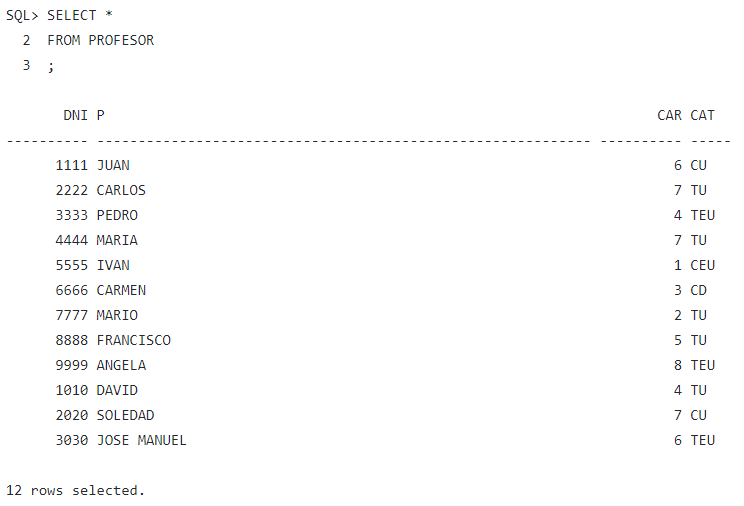 SQL> SELECT *
  2  FROM PROFESOR
  3  ;
       DNI P                                                                   CAR CAT
---------- ------------------------------------------------------------ ---------- -----
      1111 JUAN                                                                  6 CU
      2222 CARLOS                                                                7 TU
      3333 PEDRO                                                                 4 TEU
      4444 MARIA                                                                 7 TU
      5555 IVAN                                                                  1 CEU
      6666 CARMEN                                                                3 CD
      7777 MARIO                                                                 2 TU
      8888 FRANCISCO                                                             5 TU
      9999 ANGELA                                                                8 TEU
      1010 DAVID                                                                 4 TU
      2020 SOLEDAD                                                               7 CU
      3030 JOSE MANUEL                                                           6 TEU
12 rows selected.